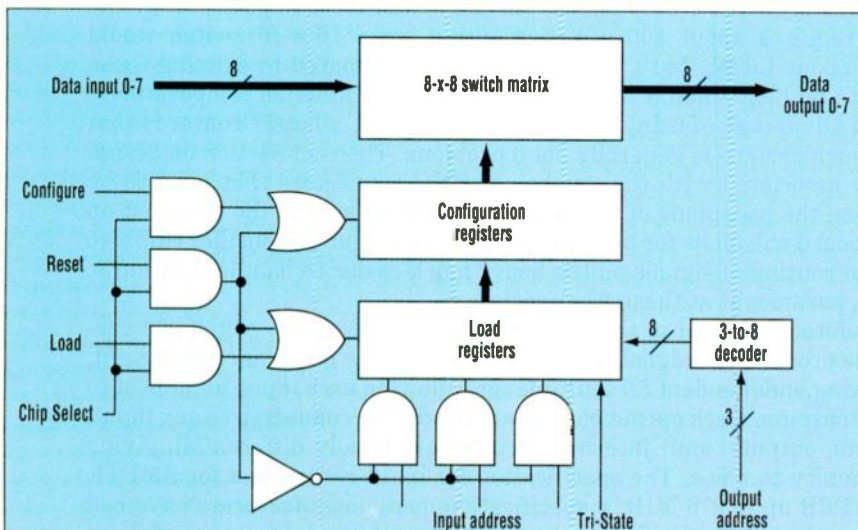 Data input 0-7
8
8-x-8 switch matrix
8
Data
output 0-7
Configure
Reset
Load
Chip Select
Configuration
registers
Load
registers
8
3-to-8
decoder
3
Input address
Tri-State
Output
address